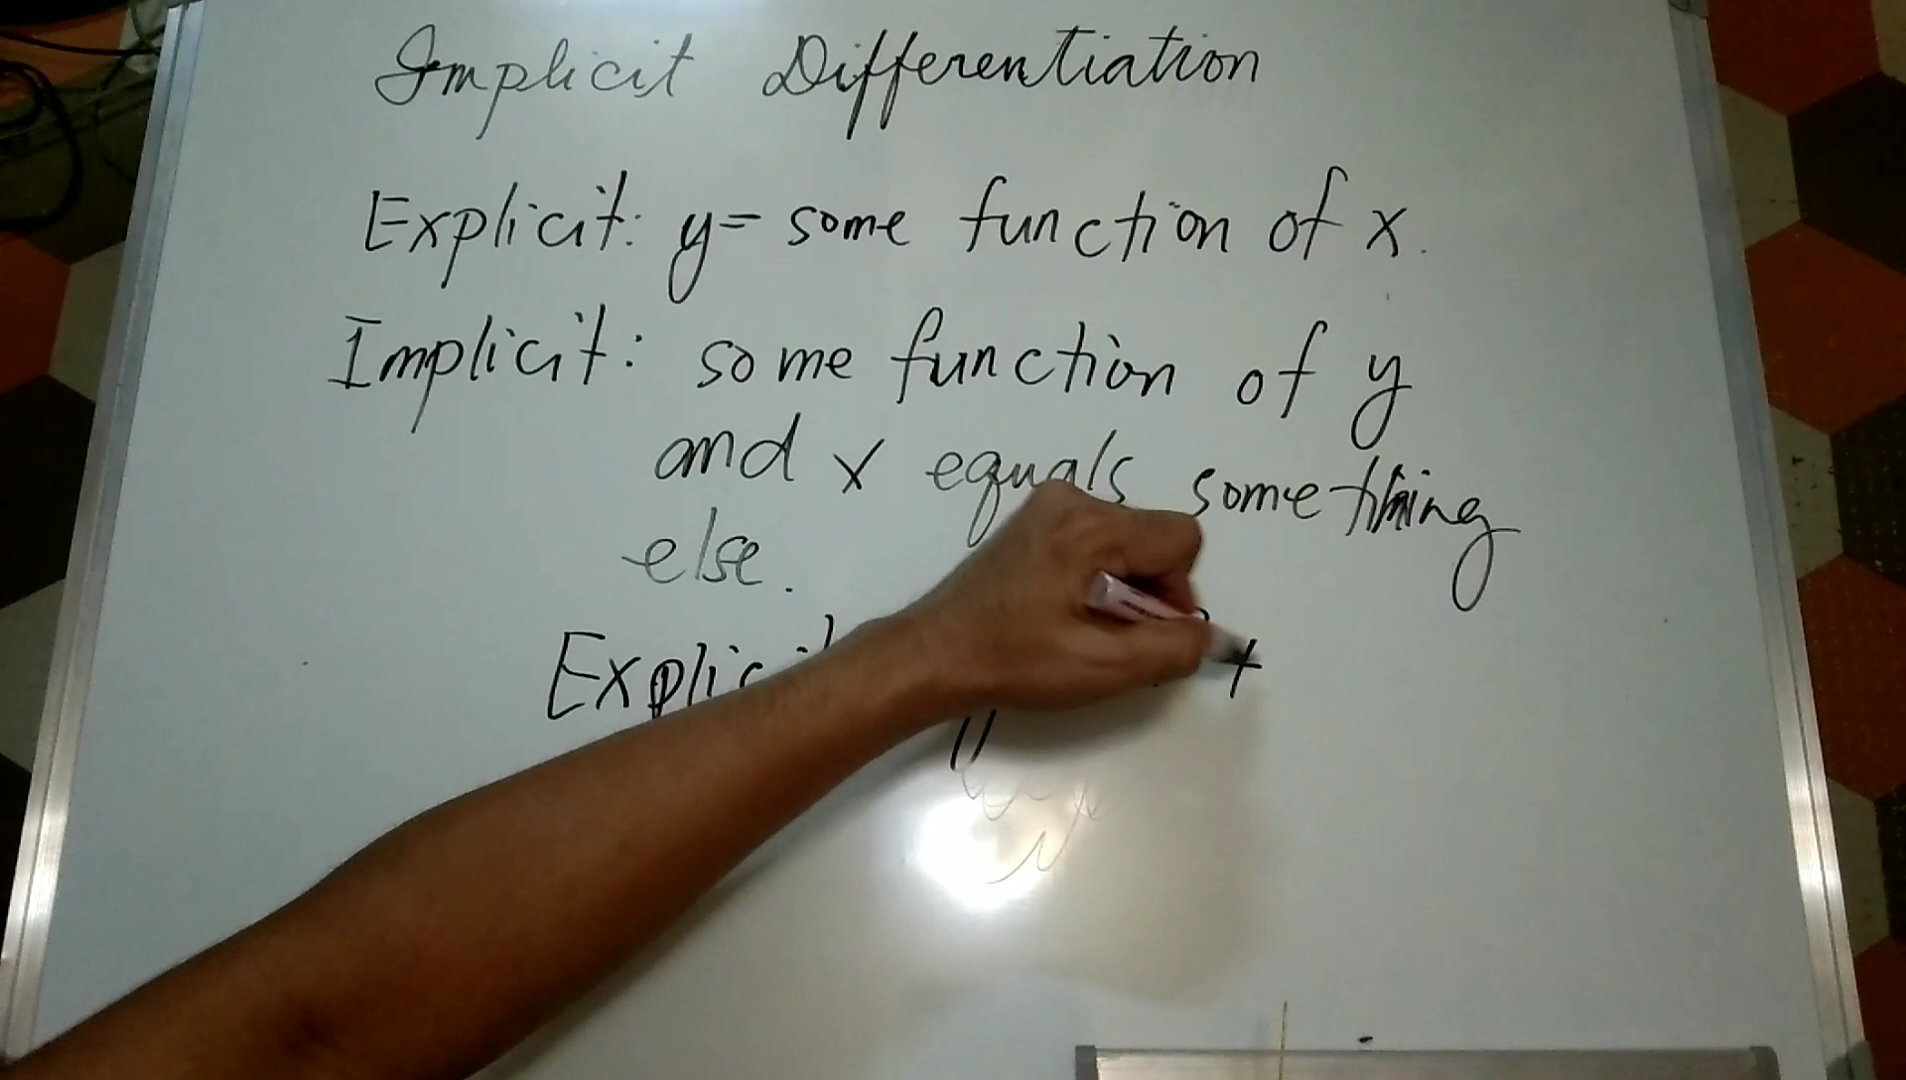 Implicit Differentiation
Explicit: y= some function of x.
Implicit: some function of y
and x equals something
else.
+